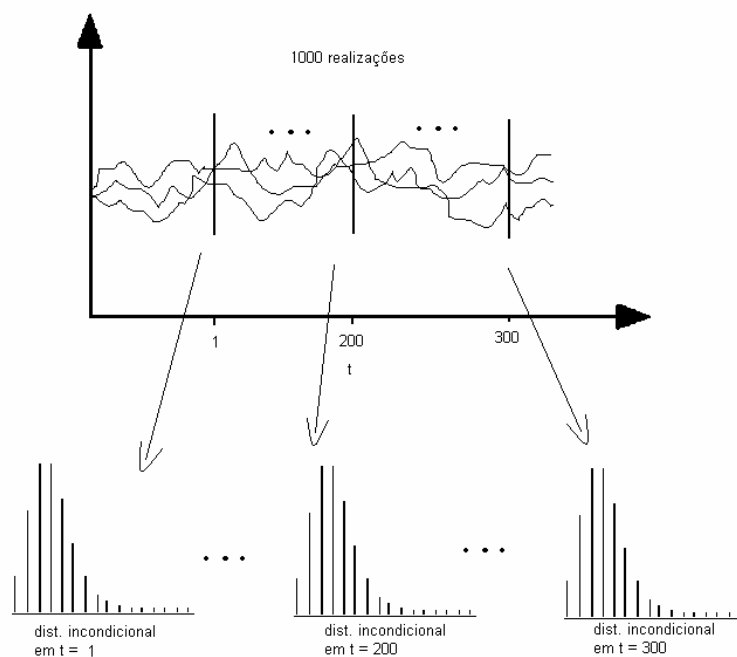 1000 realizações
1
200
300
t
dist. incondicional
em t = 1
dist. incondicional
em t = 200
dist. incondicional
em t = 300